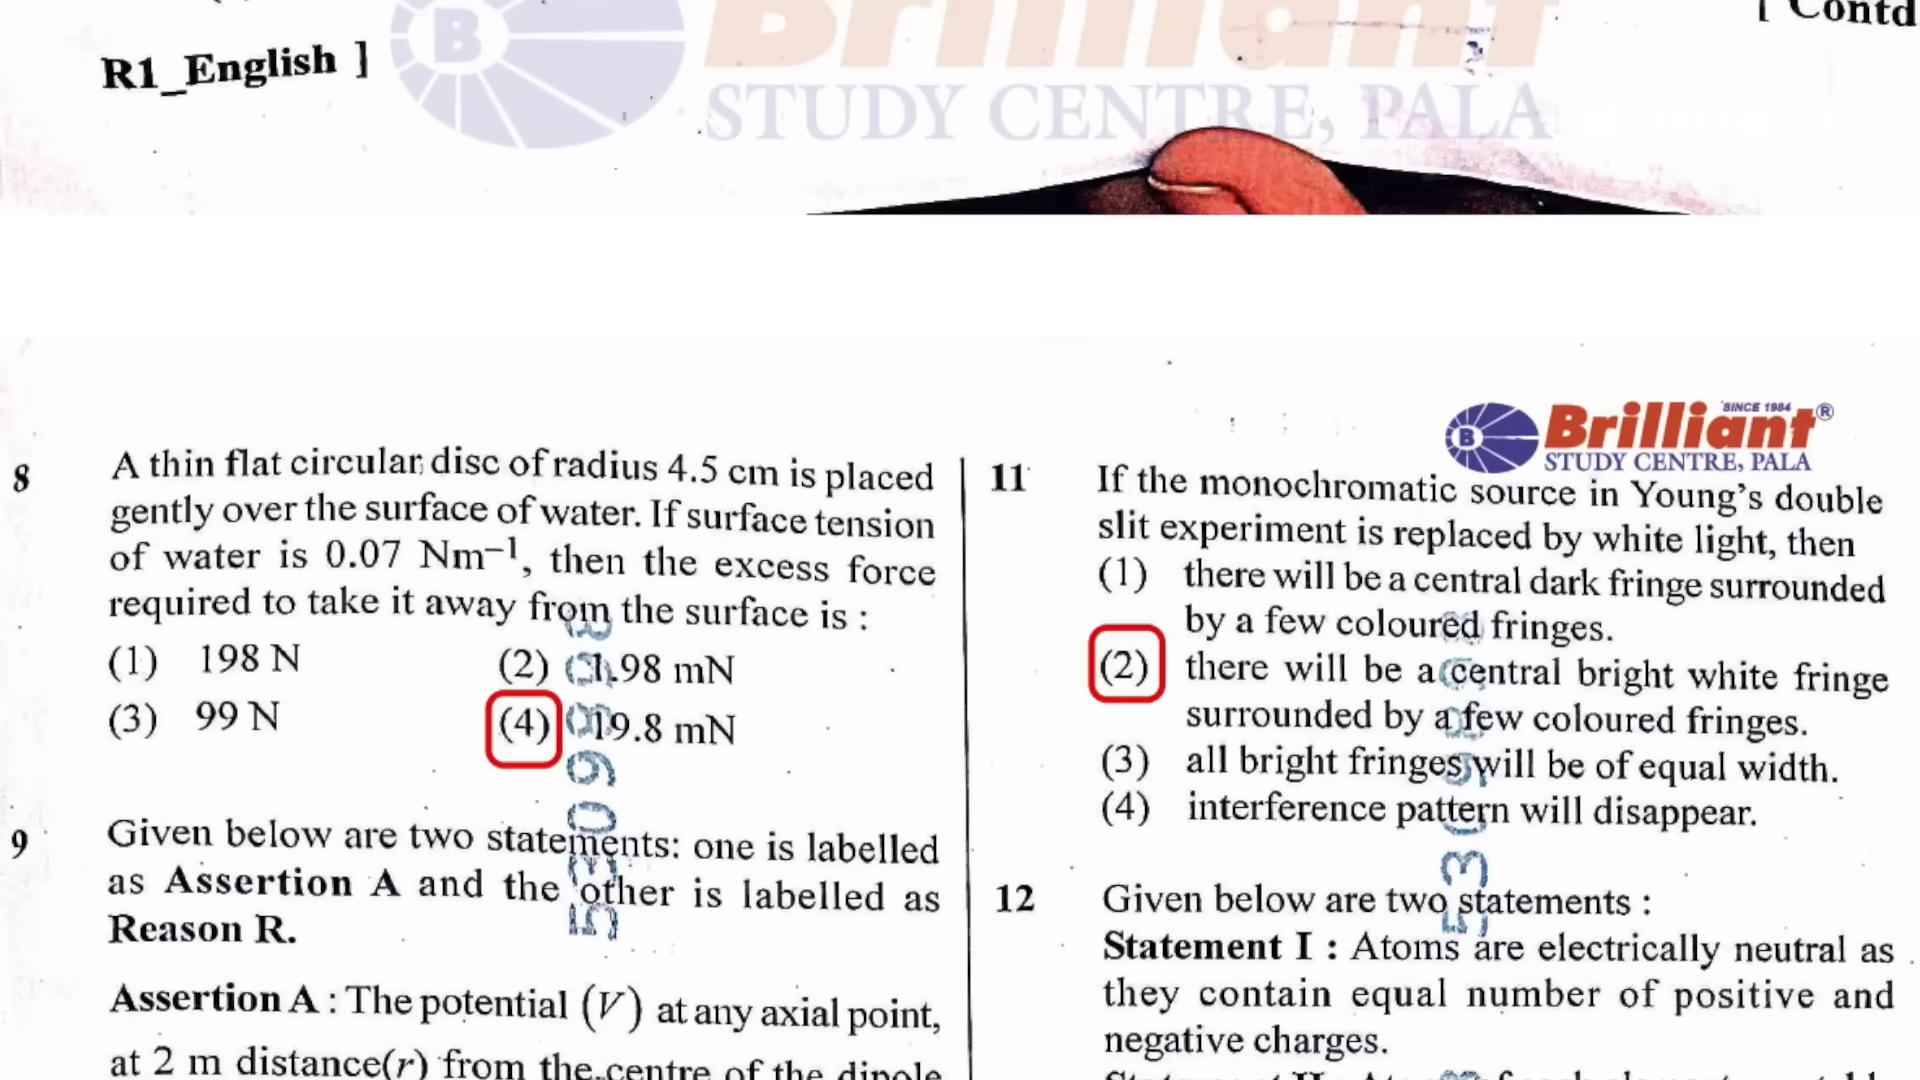 [ Contd
R1_English ]
B
Brilliant
STUDY CENTRE, PALA
SINCE 1984
B Brilliant®
STUDY CENTRE, PALA
8 A thin flat circular disc of radius 4.5 cm is placed
gently over the surface of water. If surface tension
of water is 0.07 Nm⁻¹, then the excess force
required to take it away from the surface is :
(1) 198 N (2) 1.98 mN
(3) 99 N (4) 19.8 mN
9 Given below are two statements: one is labelled
as Assertion A and the other is labelled as
Reason R.
Assertion A : The potential (V) at any axial point,
at 2 m distance(r) from the centre of the dipole
11 If the monochromatic source in Young's double
slit experiment is replaced by white light, then
(1) there will be a central dark fringe surrounded
by a few coloured fringes.
(2) there will be a central bright white fringe
surrounded by a few coloured fringes.
(3) all bright fringes will be of equal width.
(4) interference pattern will disappear.
12 Given below are two statements :
Statement I : Atoms are electrically neutral as
they contain equal number of positive and
negative charges.